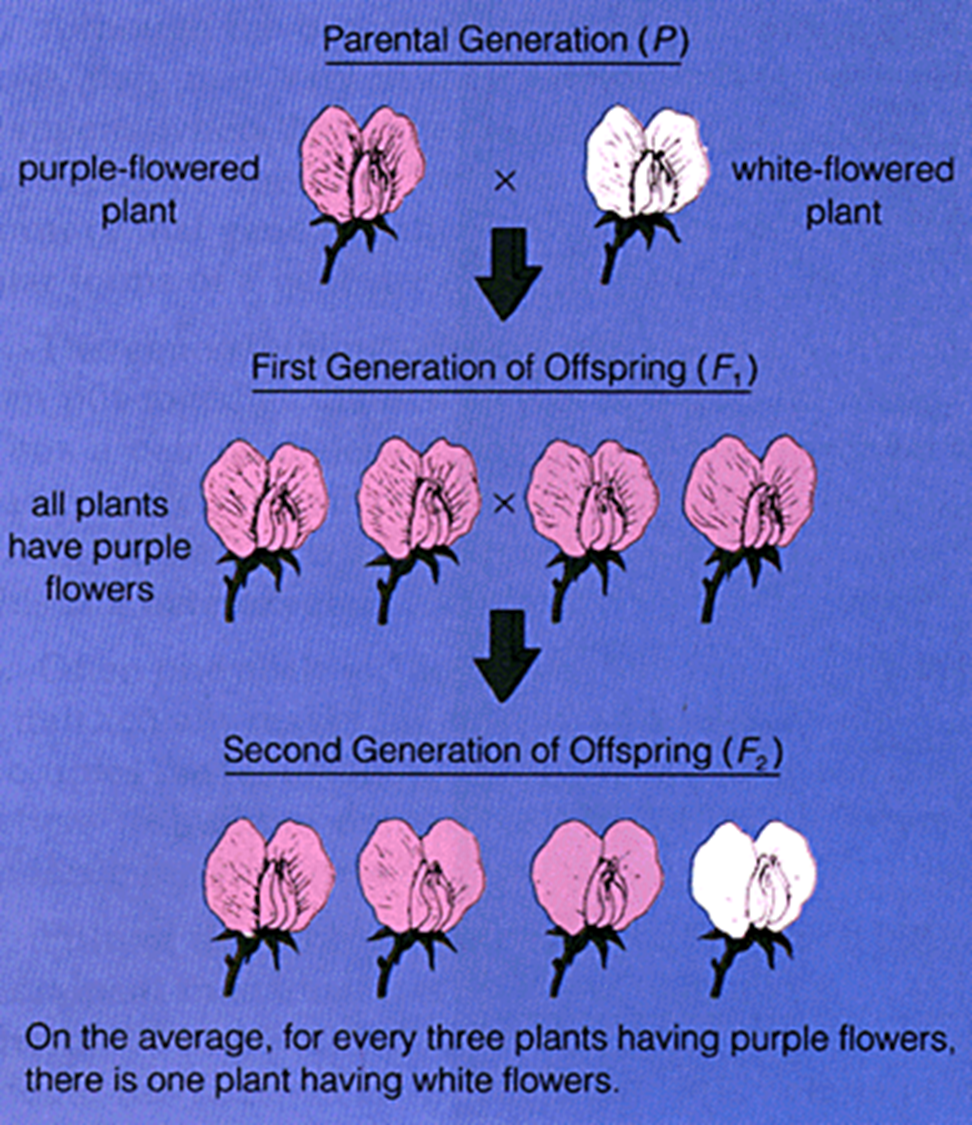 Parental Generation (P)
purple-flowered
plant
×
white-flowered
plant
First Generation of Offspring (F₁)
all plants
have purple
flowers
×
Second Generation of Offspring (F₂)
On the average, for every three plants having purple flowers,
there is one plant having white flowers.